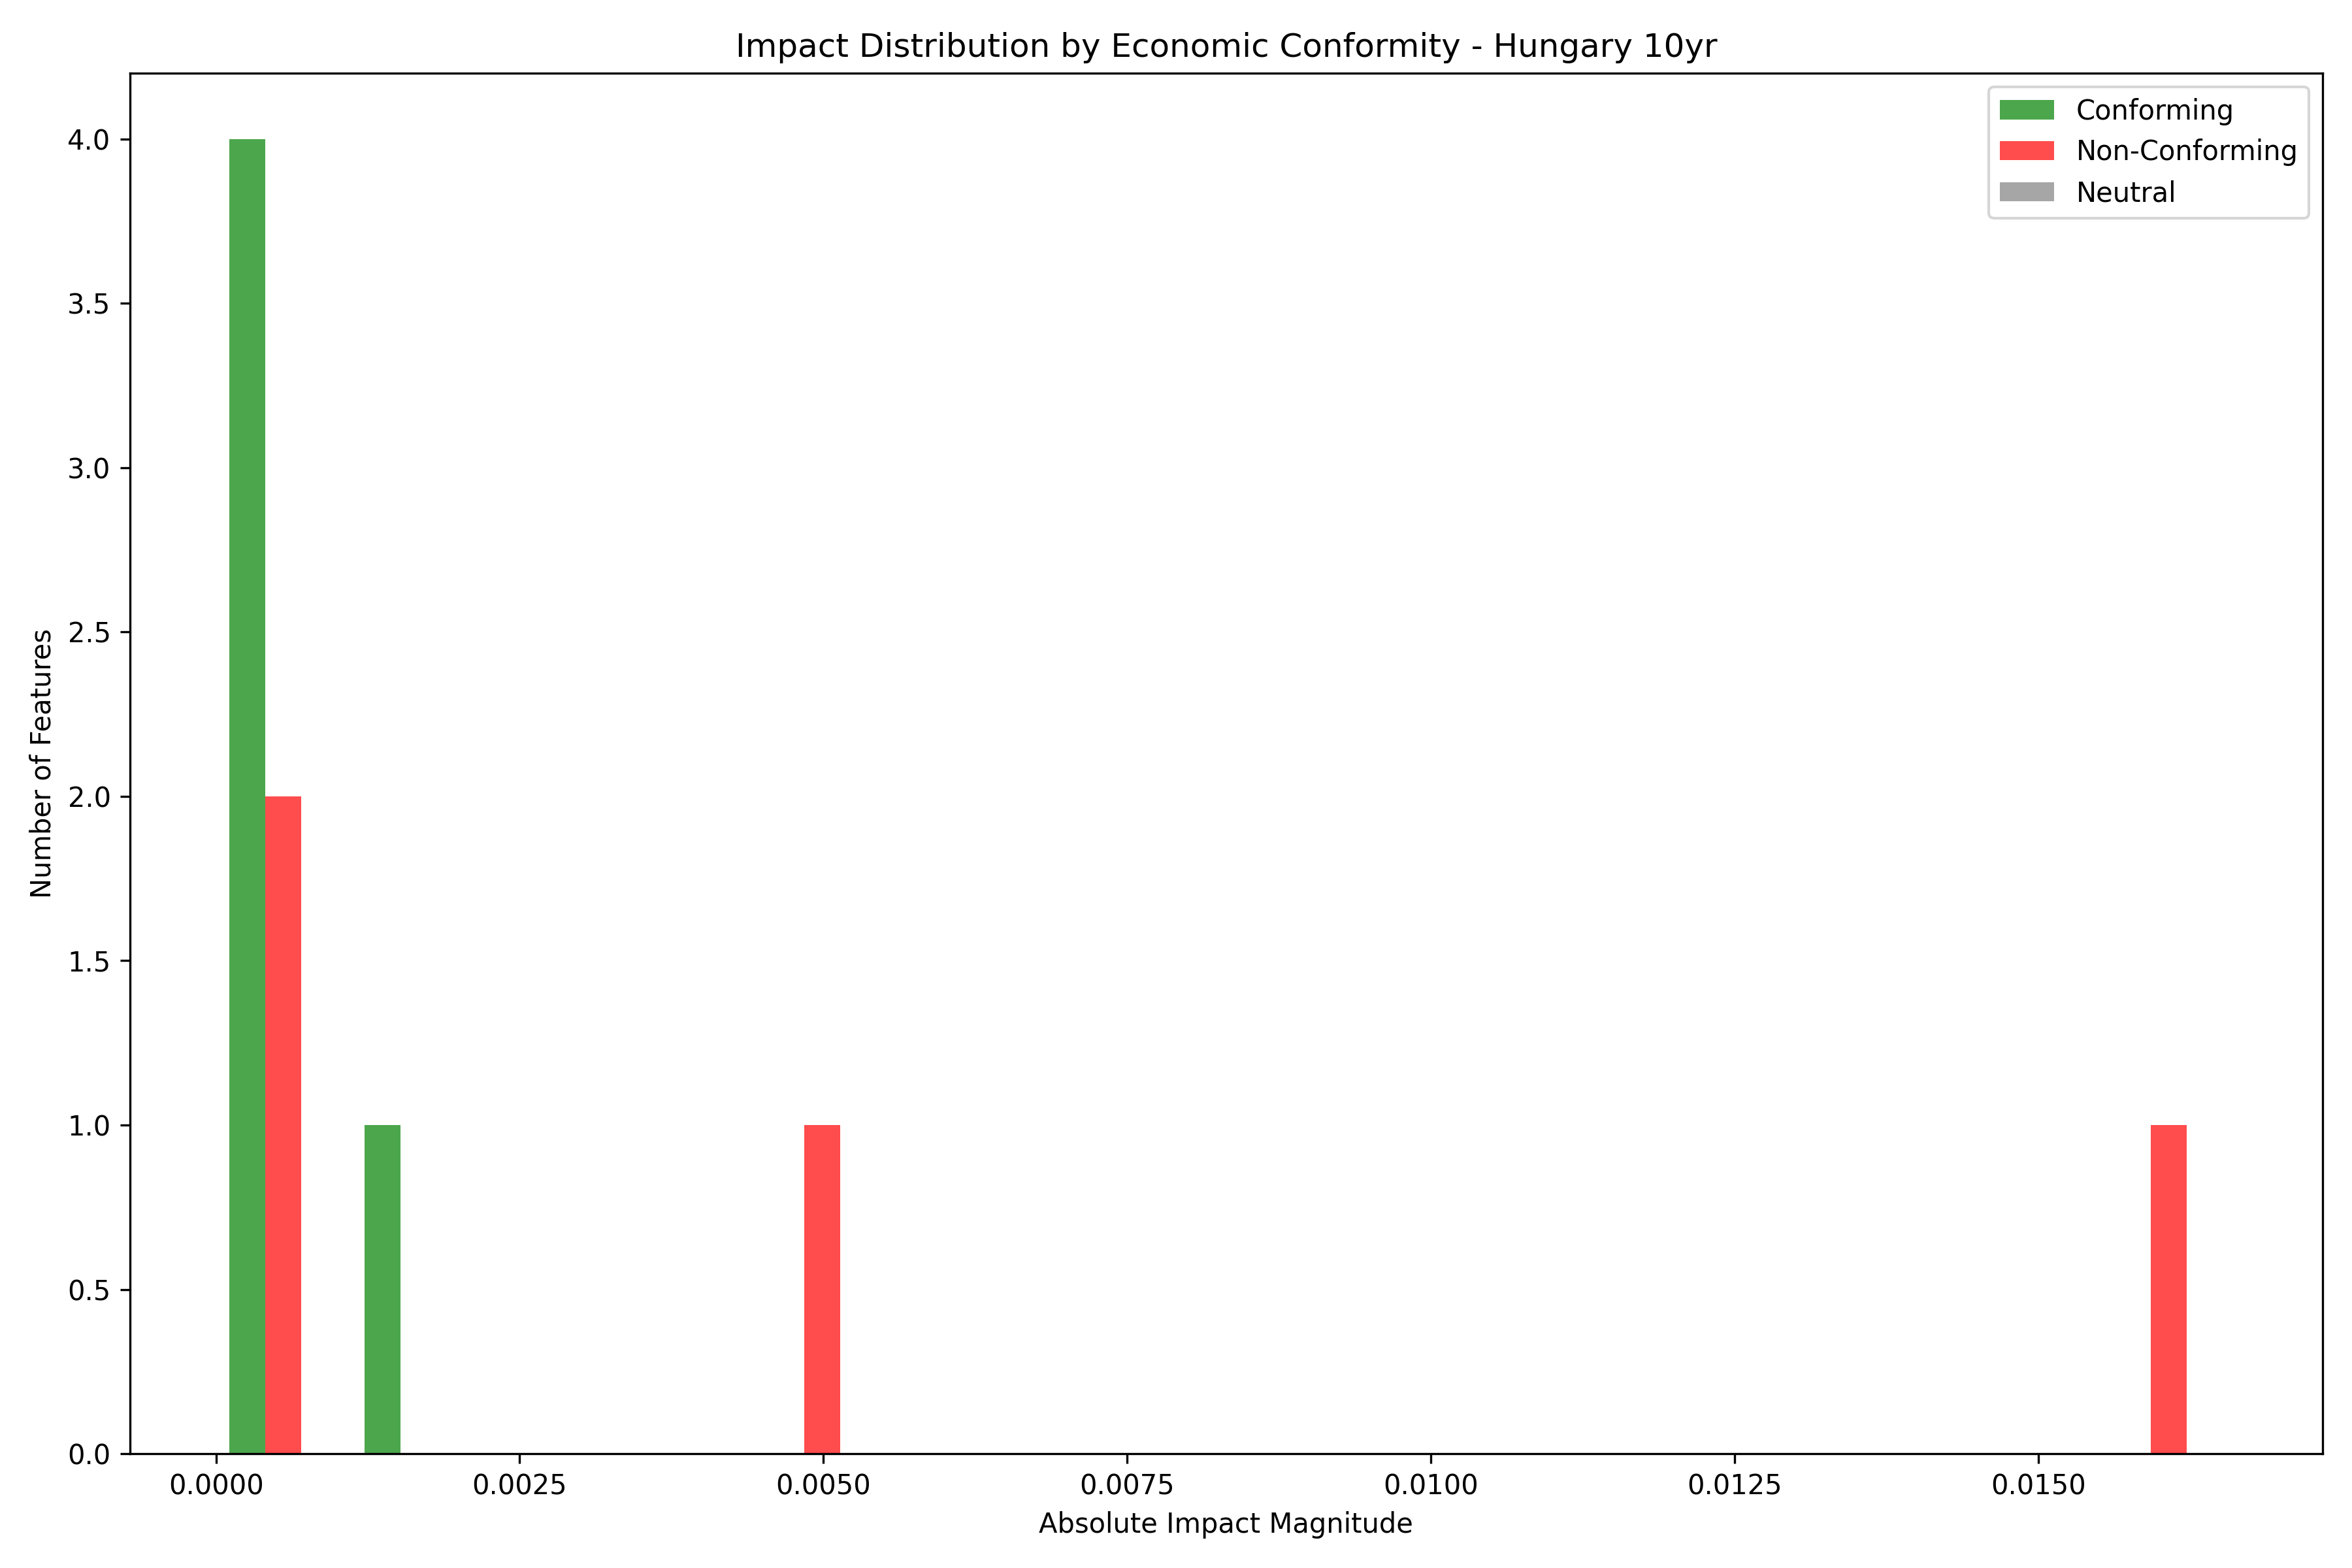 Impact Distribution by Economic Conformity - Hungary 10yr
Conforming
Non-Conforming
Neutral
Number of Features
4.0
3.5
3.0
2.5
2.0
1.5
1.0
0.5
0.0
0.0000 0.0025 0.0050 0.0075 0.0100 0.0125 0.0150
Absolute Impact Magnitude